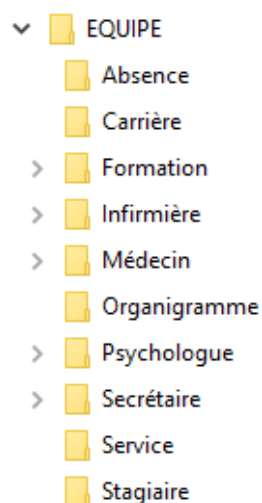 EQUIPE
Absence
Carrière
Formation
Infirmière
Médecin
Organigramme
Psychologue
Secrétaire
Service
Stagiaire